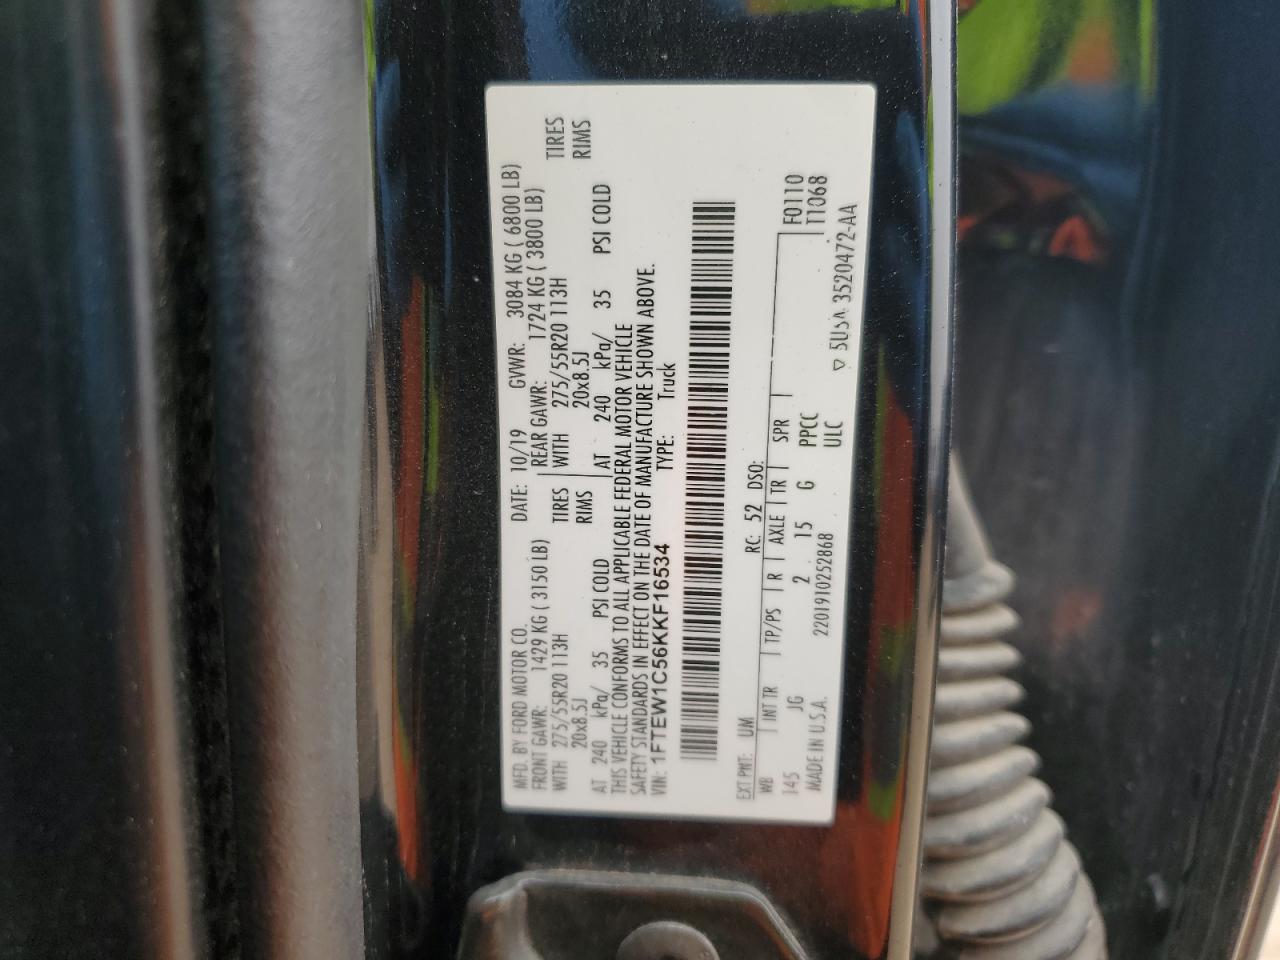 MFD. BY FORD MOTOR CO. DATE: 10/19 GVWR: 3084 KG ( 6800 LB)
FRONT GAWR: 1429 KG ( 3150 LB) REAR GAWR: 1724 KG ( 3800 LB)
WITH 275/55R20 113H TIRES WITH 275/55R20 113H TIRES
20x8.5J RIMS 20x8.5J RIMS
AT 240 kPa/ 35 PSI COLD AT 240 kPa/ 35 PSI COLD
THIS VEHICLE CONFORMS TO ALL APPLICABLE FEDERAL MOTOR VEHICLE
SAFETY STANDARDS IN EFFECT ON THE DATE OF MANUFACTURE SHOWN ABOVE.
VIN: 1FTEW1C56KKF16534 TYPE: Truck
EXT PNT: UM RC: 52 DSO:
WB INT TR TP/PS R AXLE TR SPR F0110
145 JG 2 15 G PPCC T1068
MADE IN U.S.A. 2201910252868 ULC
5U5A 3520472-AA